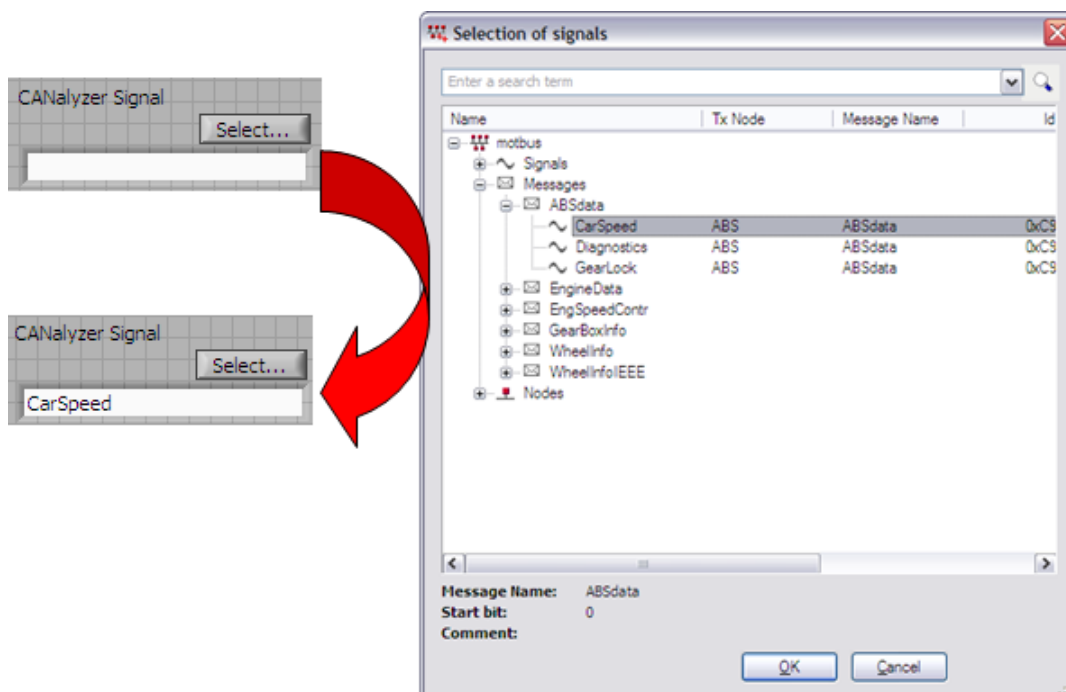 Selection of signals
CANalyzer Signal
Select...
Enter a search term
Name Tx Node Message Name Id
motbus
Signals
Messages
ABSdata
CarSpeed ABS ABSdata 0xC9
Diagnostics ABS ABSdata 0xC9
GearLock ABS ABSdata 0xC9
EngineData
EngSpeedContr
GearBoxInfo
WheelInfo
WheelInfoIEEE
Nodes
CANalyzer Signal
Select...
CarSpeed
Message Name: ABSdata
Start bit: 0
Comment:
OK Cancel